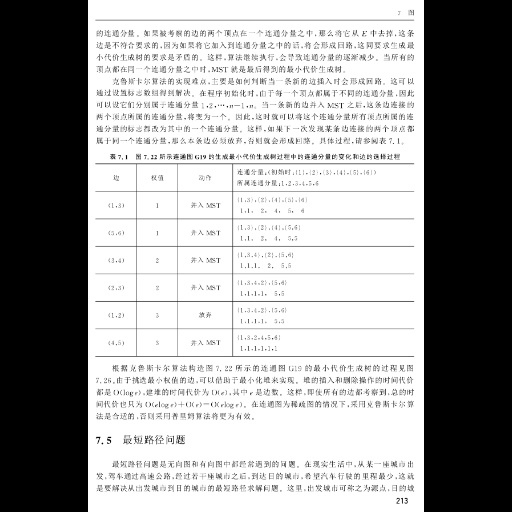 7 图
的连通分量。如果被考察的边的两个顶点在一个连通分量之中,那么将它从 E 中去掉,这条
边是不符合要求的,因为如果将它加入到连通分量之中的话,将会形成回路,这同要求生成最
小代价生成树的要求是矛盾的。这样,算法继续执行,会导致连通分量的逐渐减少。当所有的
顶点都在同一个连通分量之中时,MST 就是最后得到的最小代价生成树。
克鲁斯卡尔算法的实现难点,主要是如何判断当一条新的边插入时会形成回路。这可以
通过设置标志数组得到解决。在程序初始化时,由于每一个顶点都属于不同的连通分量,因此
可以设它们分别属于连通分量 1,2,…,n-1,n。当一条新的边并入 MST 之后,这条边连接的
两个顶点所属的连通分量,将变为一个。因此,这时就可以将这个连通分量所有顶点所属的连
通分量的标志都改为其中的一个连通分量。这样,如果下一次发现某条边连接的两个顶点都
属于同一个连通分量,那么本条边必须放弃,否则就会形成回路。具体过程,请参阅表 7.1。
表 7.1 图 7.22 所示连通图 G19 的生成最小代价生成树过程中的连通分量的变化和边的选择过程
边 权值 动作 连通分量,(初始时,{1},{2},{3},{4},{5},{6})
所属连通分量,1,2,3,4,5,6
(1,3) 1 并入 MST {1,3},{2},{4},{5},{6}
1,1, 2, 4, 5, 6
(5,6) 1 并入 MST {1,3},{2},{4},{5,6}
1,1, 2, 4, 5,5
(3,4) 2 并入 MST {1,3,4},{2},{5,6}
1,1,1, 2, 5,5
(2,3) 2 并入 MST {1,3,4,2},{5,6}
1,1,1,1, 5,5
(1,2) 3 放弃 {1,3,4,2},{5,6}
1,1,1,1, 5,5
(4,5) 3 并入 MST {1,3,2,4,5,6}
1,1,1,1,1,1
根据克鲁斯卡尔算法构造图 7.22 所示的连通图 G19 的最小代价生成树的过程见图
7.26。由于挑选最小权值的边,可以借助于最小化堆来实现。堆的插入和删除操作的时间代价
都是 O(log e),建堆的时间代价为 O(e),其中 e 是边数。这样,即使所有的边都考察到,总的时
间代价也只为 O(elog e)+O(e)=O(elog e)。在连通图为稀疏图的情况下,采用克鲁斯卡尔算
法是合适的,否则采用普里姆算法将更为有效。
7.5 最短路径问题
最短路径问题是无向图和有向图中都经常遇到的问题。在现实生活中,从某一座城市出
发,驾车通过高速公路,经过若干座城市之后,到达目的城市,希望汽车行驶的里程最少,这就
是要解决从出发城市到目的城市的最短路径求解问题。这里,出发城市可称之为源点,目的城
213